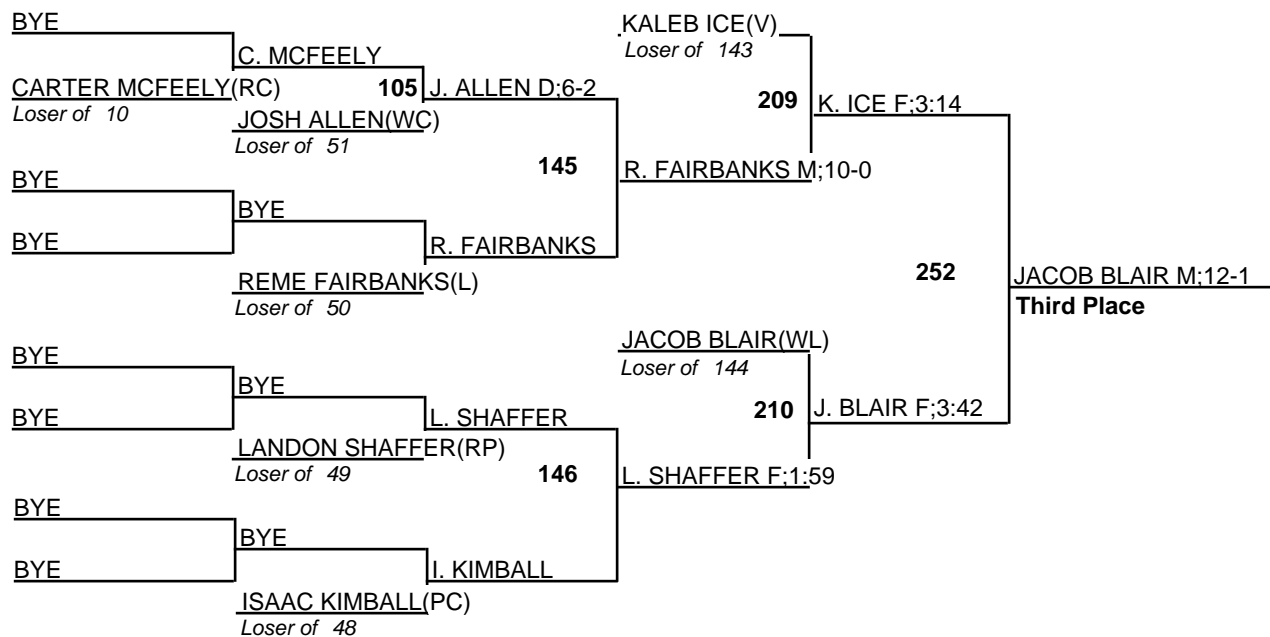 BYE
C. MCFEELY
CARTER MCFEELY(RC)
Loser of 10
105
J. ALLEN D;6-2
JOSH ALLEN(WC)
Loser of 51
145
BYE
BYE
BYE
R. FAIRBANKS
REME FAIRBANKS(L)
Loser of 50
KALEB ICE(V)
Loser of 143
209
K. ICE F;3:14
R. FAIRBANKS M;10-0
252
JACOB BLAIR M;12-1
Third Place
BYE
BYE
BYE
L. SHAFFER
LANDON SHAFFER(RP)
Loser of 49
146
BYE
BYE
BYE
I. KIMBALL
ISAAC KIMBALL(PC)
Loser of 48
JACOB BLAIR(WL)
Loser of 144
210
J. BLAIR F;3:42
L. SHAFFER F;1:59